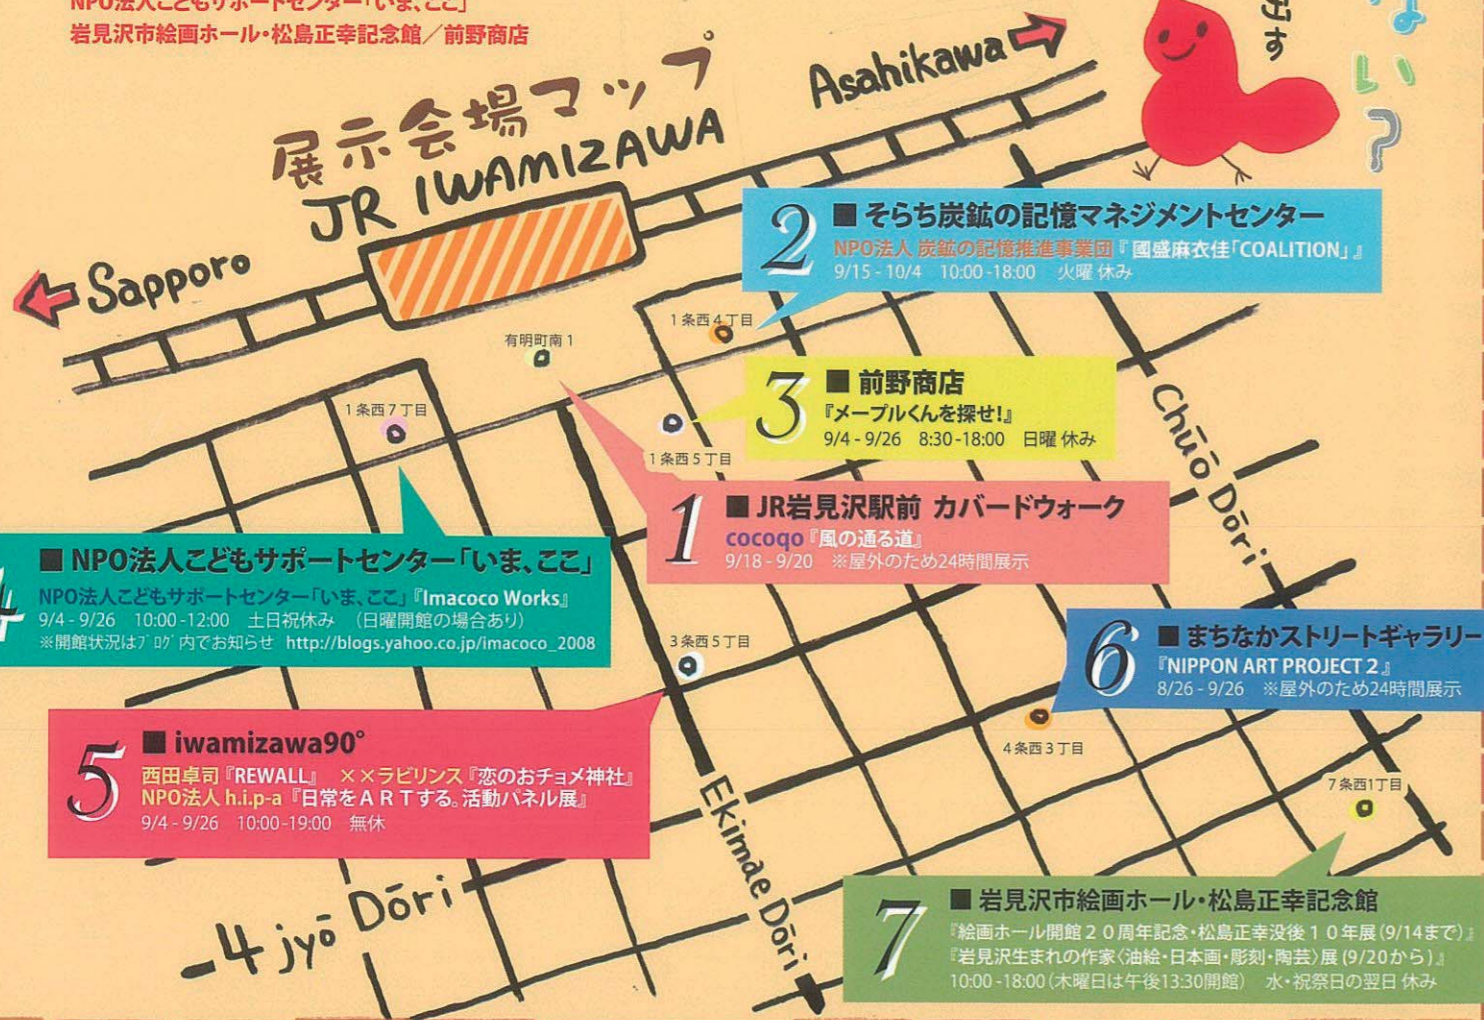 NPO法人こどもサポートセンター「いま、ここ」
岩見沢市絵画ホール・松島正幸記念館／前野商店
出す
ない？
展示会場マップ
JR IWAMIZAWA
Asahikawa
Sapporo
2
■ そらち炭鉱の記憶マネジメントセンター
NPO法人 炭鉱の記憶推進事業団『國盛麻衣佳「COALITION」』
9/15 - 10/4 10:00 -18:00 火曜 休み
1条西4丁目
有明町南1
3
■ 前野商店
『メープルくんを探せ!』
9/4 - 9/26 8:30 -18:00 日曜 休み
1条西7丁目
1条西5丁目
Chūō Dōri
1
■ JR岩見沢駅前 カバードウォーク
cocoqo『風の通る道』
9/18 - 9/20 ※屋外のため24時間展示
4
■ NPO法人こどもサポートセンター「いま、ここ」
NPO法人こどもサポートセンター「いま、ここ」『Imacoco Works』
9/4 - 9/26 10:00 -12:00 土日祝休み （日曜開館の場合あり）
※開館状況はﾌﾞﾛｸﾞ内でお知らせ http://blogs.yahoo.co.jp/imacoco_2008
3条西5丁目
6
■ まちなかストリートギャラリー
『NIPPON ART PROJECT 2』
8/26 - 9/26 ※屋外のため24時間展示
4条西3丁目
5
■ iwamizawa90°
西田卓司『REWALL』 ××ラビリンス『恋のおチョメ神社』
NPO法人 h.i.p-a『日常をＡＲＴする。活動パネル展』
9/4 - 9/26 10:00 -19:00 無休
7条西1丁目
Ekimae Dōri
4 jyō Dōri
7
■ 岩見沢市絵画ホール・松島正幸記念館
『絵画ホール開館２０周年記念・松島正幸没後１０年展（9/14まで）』
『岩見沢生まれの作家〈油絵・日本画・彫刻・陶芸〉展（9/20から）』
10:00 -18:00（木曜日は午後13:30開館） 水・祝祭日の翌日 休み